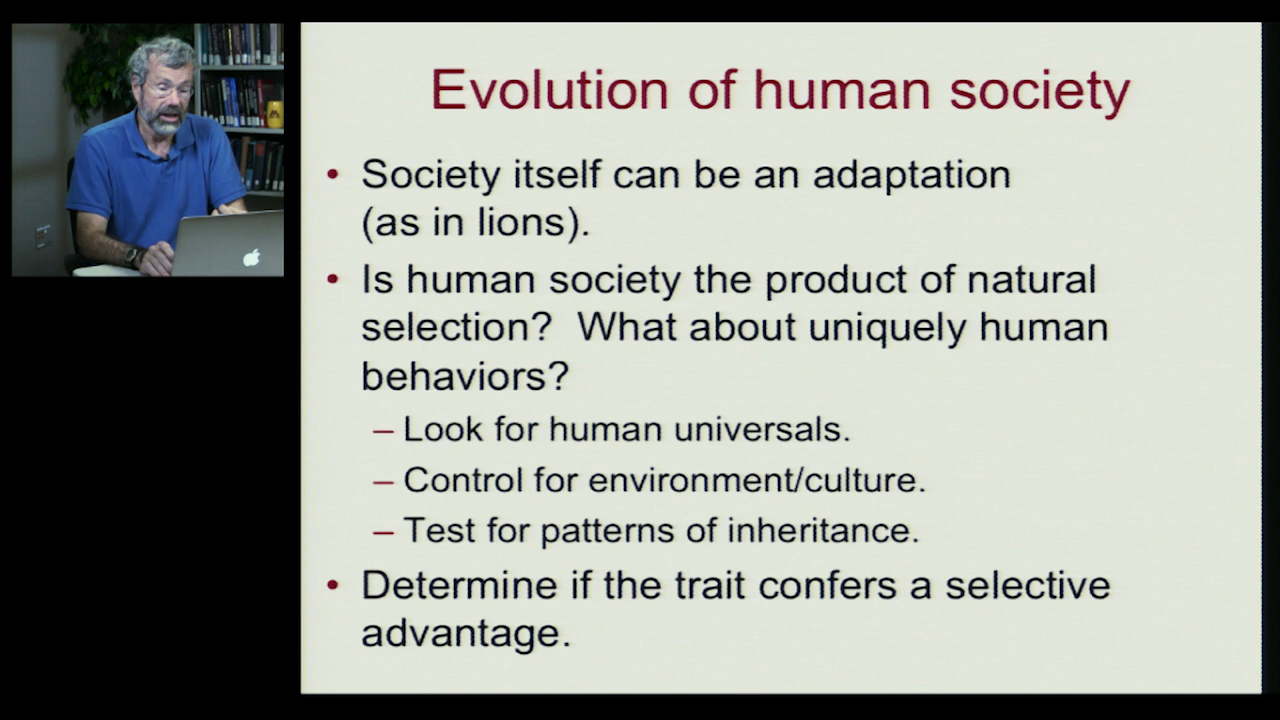 Evolution of human society
• Society itself can be an adaptation
(as in lions).
• Is human society the product of natural
selection?  What about uniquely human
behaviors?
– Look for human universals.
– Control for environment/culture.
– Test for patterns of inheritance.
• Determine if the trait confers a selective
advantage.